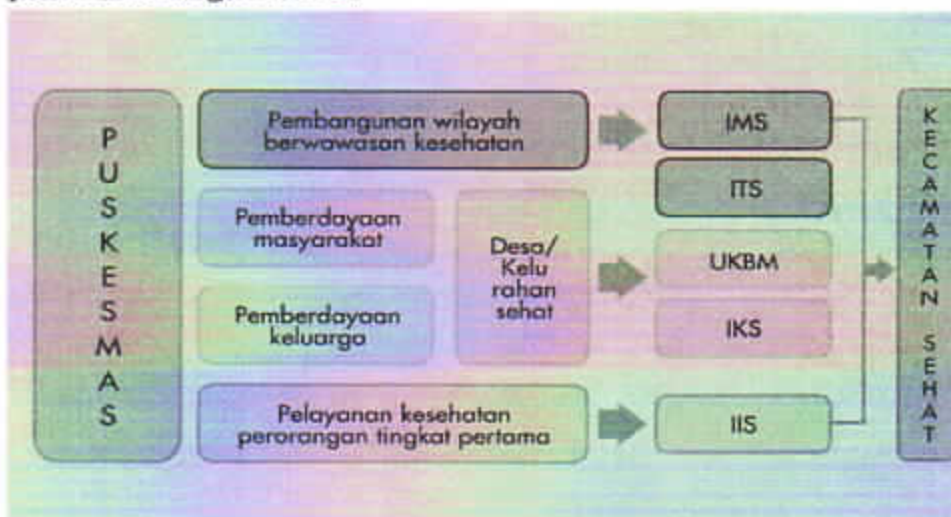 PUSKESMAS
Pembangunan wilayah
berwawasan kesehatan
Pemberdayaan
masyarakat
Pemberdayaan
keluarga
Desa/
Kelu
rahan
sehat
Pelayanan kesehatan
perorangan tingkat pertama
IMS
ITS
UKBM
IKS
IIS
KECAMATAN SEHAT